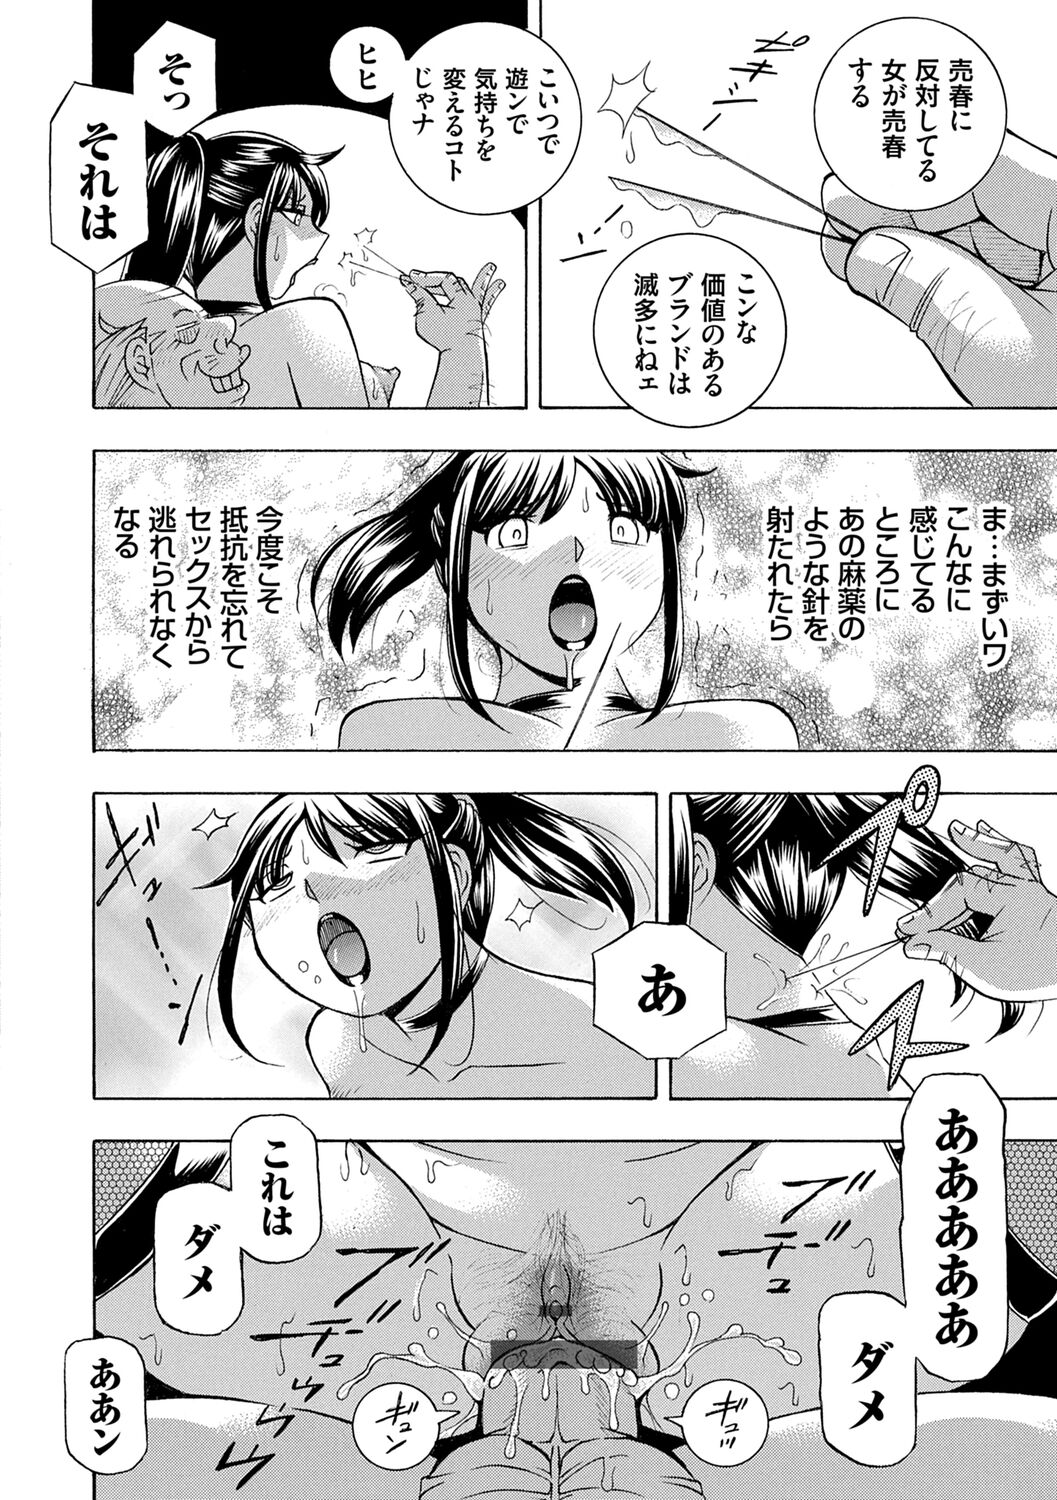 売春に
反対してる
女が売春
する
こンな
価値のある
ブランドは
滅多にねェ
こいつで
遊ンで
気持ちを
変えるコト
じゃナ
ヒヒ
そっ
それは
ま…まずいワ
こんなに
感じてる
ところに
あの麻薬の
ような針を
射たれたら
今度こそ
抵抗を忘れて
セックスから
逃れられなく
なる
あ
ギュ…ッ
ああああああ
ダメ
これは
ダメ
ああン
ギュッ!!
ギュン